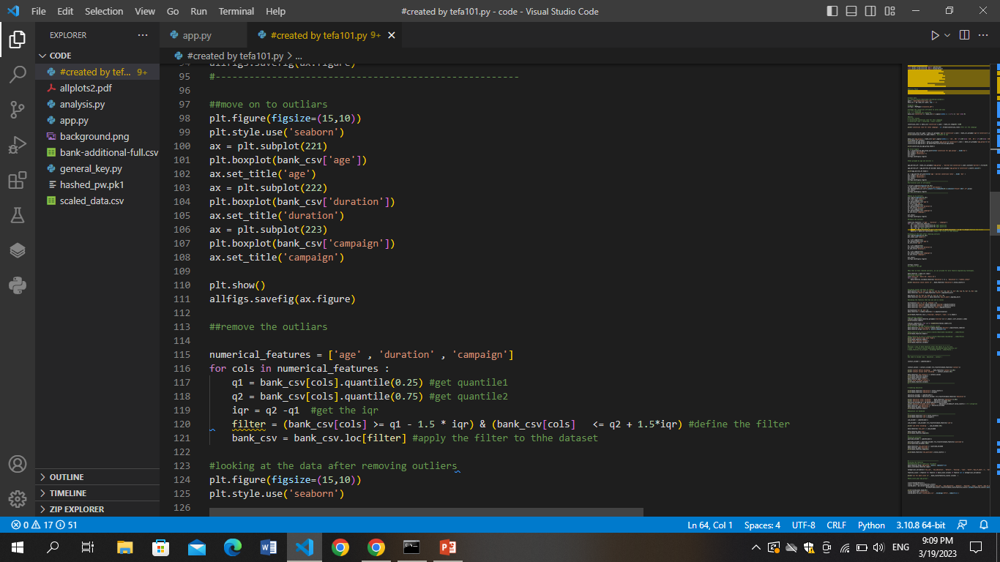 File Edit Selection View Go Run Terminal Help
#created by tefa101.py - code - Visual Studio Code
EXPLORER
CODE
#created by tef... 9+
allplots2.pdf
analysis.py
app.py
background.png
bank-additional-full.csv
general_key.py
hashed_pw.pk1
scaled_data.csv
OUTLINE
TIMELINE
ZIP EXPLORER
app.py
#created by tefa101.py 9+
#created by tefa101.py > ...
94 allfigs.savefig(ax.figure)
95 #---------------------------------------------------
96
97 ##move on to outliars
98 plt.figure(figsize=(15,10))
99 plt.style.use('seaborn')
100 ax = plt.subplot(221)
101 plt.boxplot(bank_csv['age'])
102 ax.set_title('age')
103 ax = plt.subplot(222)
104 plt.boxplot(bank_csv['duration'])
105 ax.set_title('duration')
106 ax = plt.subplot(223)
107 plt.boxplot(bank_csv['campaign'])
108 ax.set_title('campaign')
109
110 plt.show()
111 allfigs.savefig(ax.figure)
112
113 ##remove the outliars
114
115 numerical_features = ['age' , 'duration' , 'campaign']
116 for cols in numerical_features :
117     q1 = bank_csv[cols].quantile(0.25) #get quantile1
118     q2 = bank_csv[cols].quantile(0.75) #get quantile2
119     iqr = q2 -q1  #get the iqr
120     filter = (bank_csv[cols] >= q1 - 1.5 * iqr) & (bank_csv[cols]   <= q2 + 1.5*iqr) #define the filter
121     bank_csv = bank_csv.loc[filter] #apply the filter to thhe dataset
122
123 #looking at the data after removing outliers
124 plt.figure(figsize=(15,10))
125 plt.style.use('seaborn')
126
0 17 51
Ln 64, Col 1 Spaces: 4 UTF-8 CRLF Python 3.10.8 64-bit
ENG
9:09 PM
3/19/2023